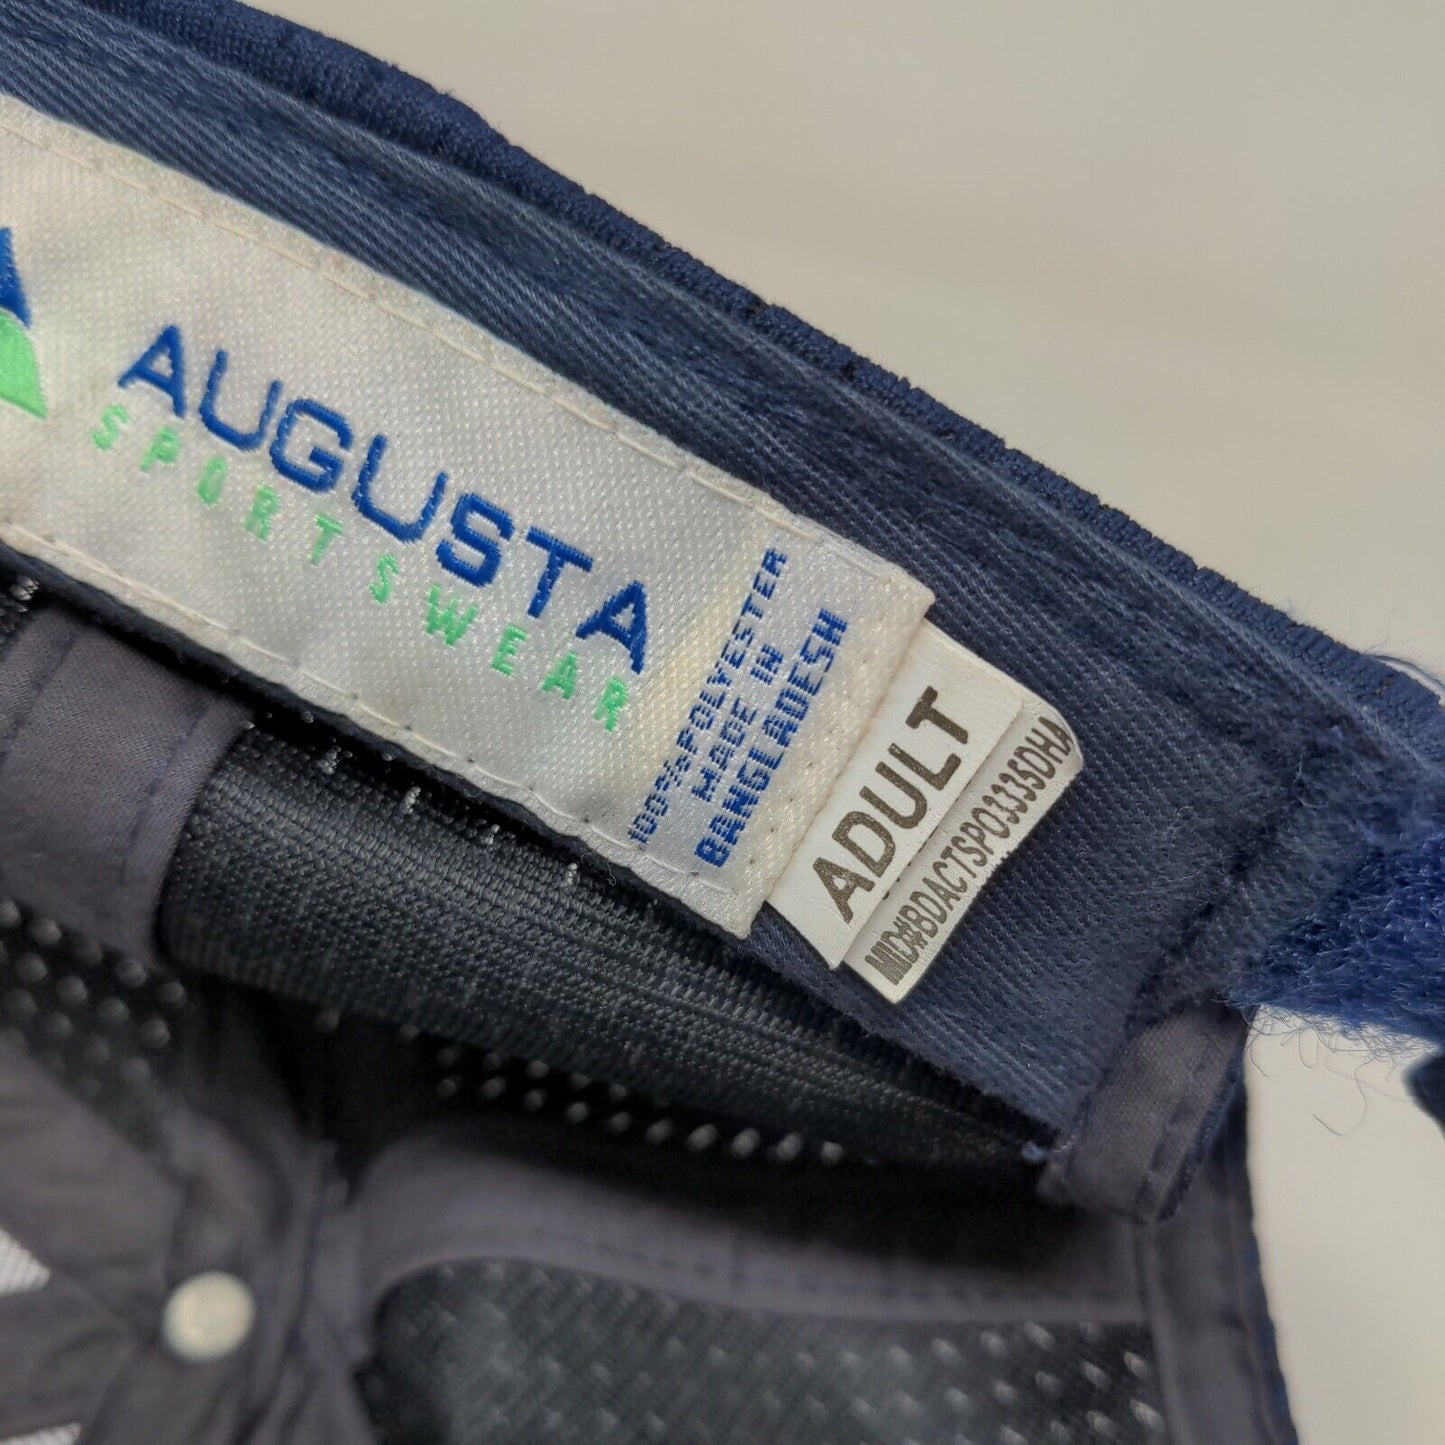 AUGUSTA
SPORTSWEAR
100%POLYESTER
MADE IN
BANGLADESH
ADULT
MID#BDACTSPO3335DHA